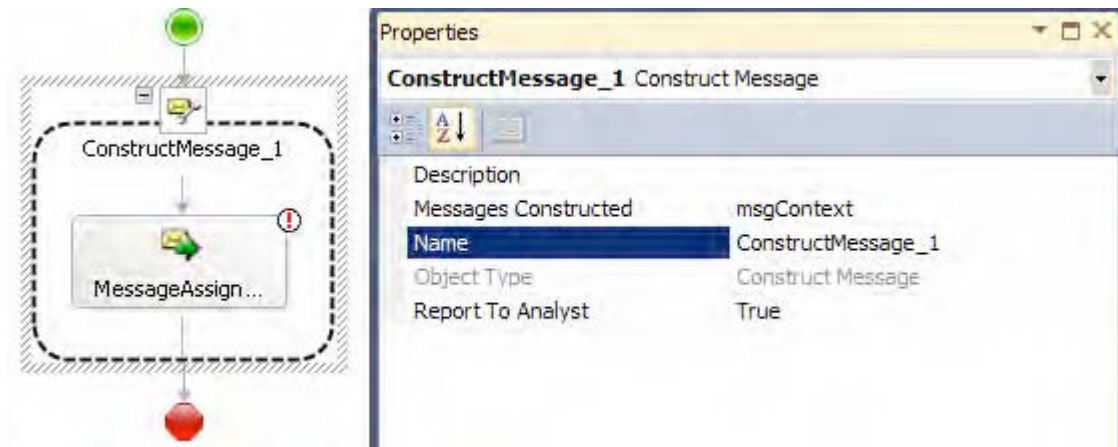 ConstructMessage_1
MessageAssign...
Properties
ConstructMessage_1 Construct Message
A
Z
Description
Messages Constructed msgContext
Name ConstructMessage_1
Object Type Construct Message
Report To Analyst True